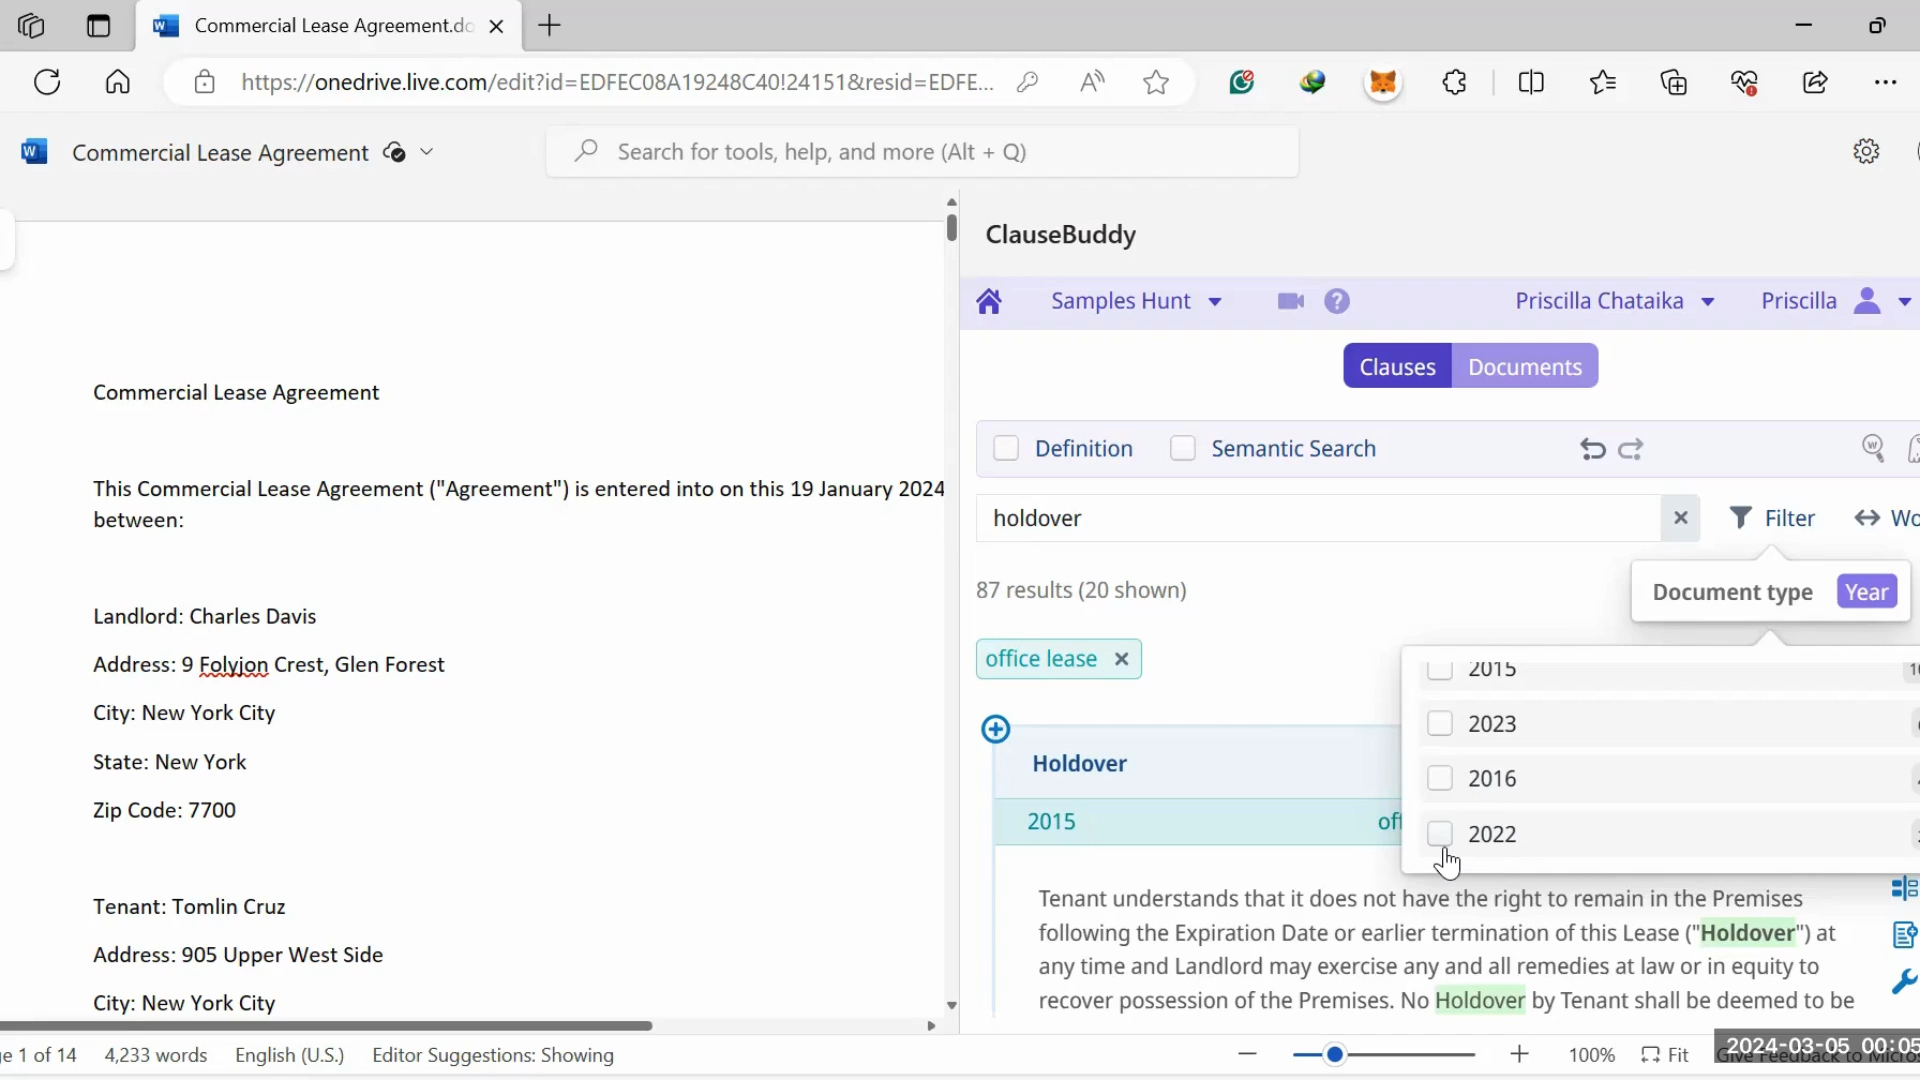 Commercial Lease Agreement.do
https://onedrive.live.com/edit?id=EDFEC08A19248C40!24151&resid=EDFE...
Commercial Lease Agreement
Search for tools, help, and more (Alt + Q)
Commercial Lease Agreement
This Commercial Lease Agreement ("Agreement") is entered into on this 19 January 2024
between:
Landlord: Charles Davis
Address: 9 Folyjon Crest, Glen Forest
City: New York City
State: New York
Zip Code: 7700
Tenant: Tomlin Cruz
Address: 905 Upper West Side
City: New York City
ClauseBuddy
Samples Hunt
Priscilla Chataika
Priscilla
Clauses
Documents
Definition
Semantic Search
holdover
Filter
Wo
87 results (20 shown)
Document type
Year
office lease
2015
2023
2016
2022
Holdover
2015
off
Tenant understands that it does not have the right to remain in the Premises
following the Expiration Date or earlier termination of this Lease ("Holdover") at
any time and Landlord may exercise any and all remedies at law or in equity to
recover possession of the Premises. No Holdover by Tenant shall be deemed to be
e 1 of 14
4,233 words
English (U.S.)
Editor Suggestions: Showing
100%
Fit
2024-03-05 00:05